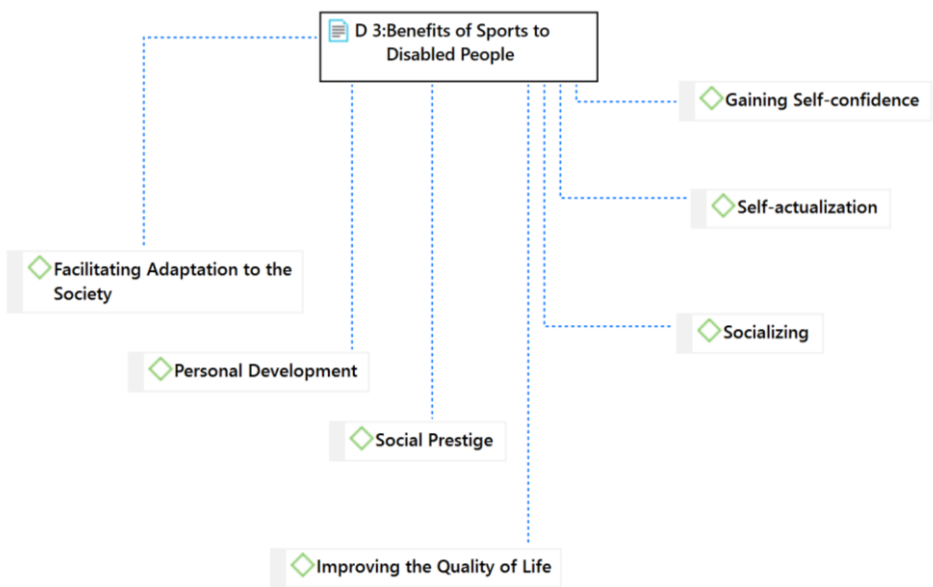 D 3:Benefits of Sports to
Disabled People
Gaining Self-confidence
Self-actualization
Facilitating Adaptation to the
Society
Socializing
Personal Development
Social Prestige
Improving the Quality of Life